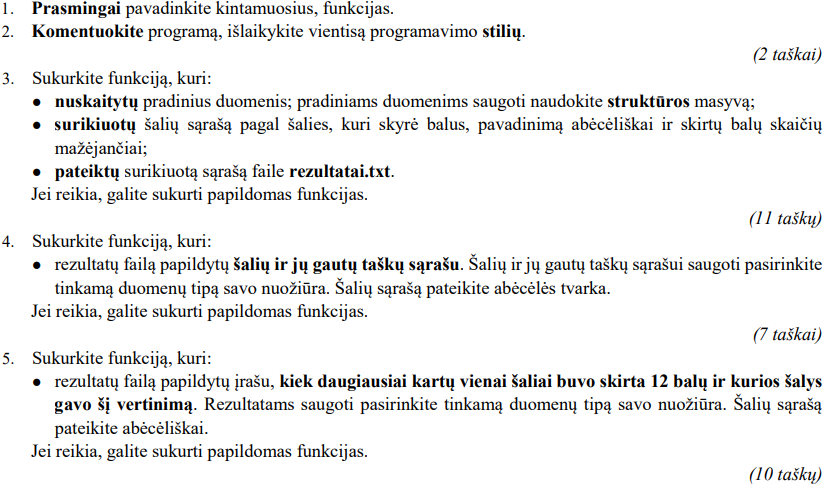 1. Prasmingai pavadinkite kintamuosius, funkcijas.
2. Komentuokite programą, išlaikykite vientisą programavimo stilių.
(2 taškai)
3. Sukurkite funkciją, kuri:
● nuskaitytų pradinius duomenis; pradiniams duomenims saugoti naudokite struktūros masyvą;
● surikiuotų šalių sąrašą pagal šalies, kuri skyrė balus, pavadinimą abėcėliškai ir skirtų balų skaičių
mažėjančiai;
● pateiktų surikiuotą sąrašą faile rezultatai.txt.
Jei reikia, galite sukurti papildomas funkcijas.
(11 taškų)
4. Sukurkite funkciją, kuri:
● rezultatų failą papildytų šalių ir jų gautų taškų sąrašu. Šalių ir jų gautų taškų sąrašui saugoti pasirinkite
tinkamą duomenų tipą savo nuožiūra. Šalių sąrašą pateikite abėcėlės tvarka.
Jei reikia, galite sukurti papildomas funkcijas.
(7 taškai)
5. Sukurkite funkciją, kuri:
● rezultatų failą papildytų įrašu, kiek daugiausiai kartų vienai šaliai buvo skirta 12 balų ir kurios šalys
gavo šį vertinimą. Rezultatams saugoti pasirinkite tinkamą duomenų tipą savo nuožiūra. Šalių sąrašą
pateikite abėcėliškai.
Jei reikia, galite sukurti papildomas funkcijas.
(10 taškų)